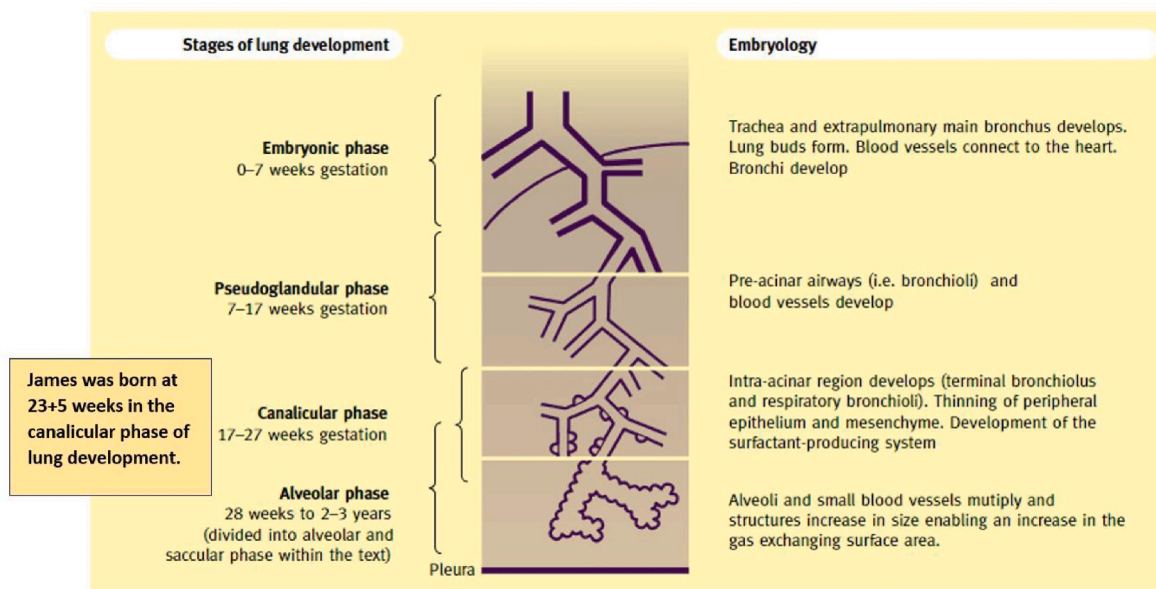 Stages of lung development
Embryology
Embryonic phase
0–7 weeks gestation
Trachea and extrapulmonary main bronchus develops.
Lung buds form. Blood vessels connect to the heart.
Bronchi develop
Pseudoglandular phase
7–17 weeks gestation
Pre-acinar airways (i.e. bronchioli) and
blood vessels develop
James was born at
23+5 weeks in the
canalicular phase of
lung development.
Canalicular phase
17–27 weeks gestation
Intra-acinar region develops (terminal bronchiolus
and respiratory bronchioli). Thinning of peripheral
epithelium and mesenchyme. Development of the
surfactant-producing system
Alveolar phase
28 weeks to 2–3 years
(divided into alveolar and
saccular phase within the text)
Alveoli and small blood vessels mutiply and
structures increase in size enabling an increase in the
gas exchanging surface area.
Pleura